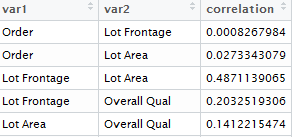 var1 var2 correlation
Order Lot Frontage 0.0008267984
Order Lot Area 0.0273343079
Lot Frontage Lot Area 0.4871139065
Lot Frontage Overall Qual 0.2032519306
Lot Area Overall Qual 0.1412215474